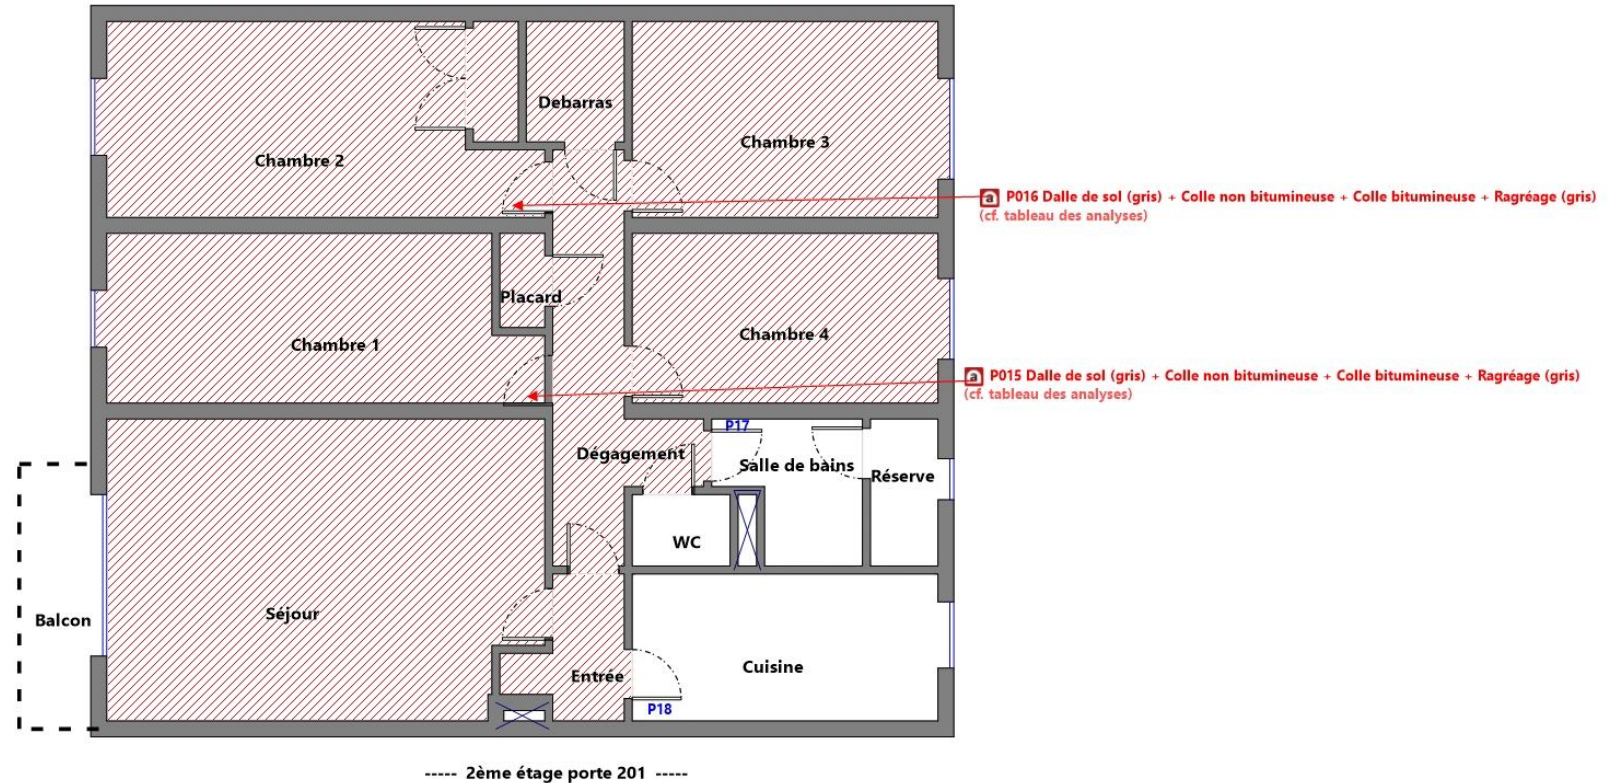 Debarras
Chambre 3
Chambre 2
a P016 Dalle de sol (gris) + Colle non bitumineuse + Colle bitumineuse + Ragréage (gris)
(cf. tableau des analyses)
Placard
Chambre 1
Chambre 4
a P015 Dalle de sol (gris) + Colle non bitumineuse + Colle bitumineuse + Ragréage (gris)
(cf. tableau des analyses)
P17
Dégagement
Salle de bains
Réserve
WC
Séjour
Balcon
Entrée
Cuisine
P18
----- 2ème étage porte 201 -----